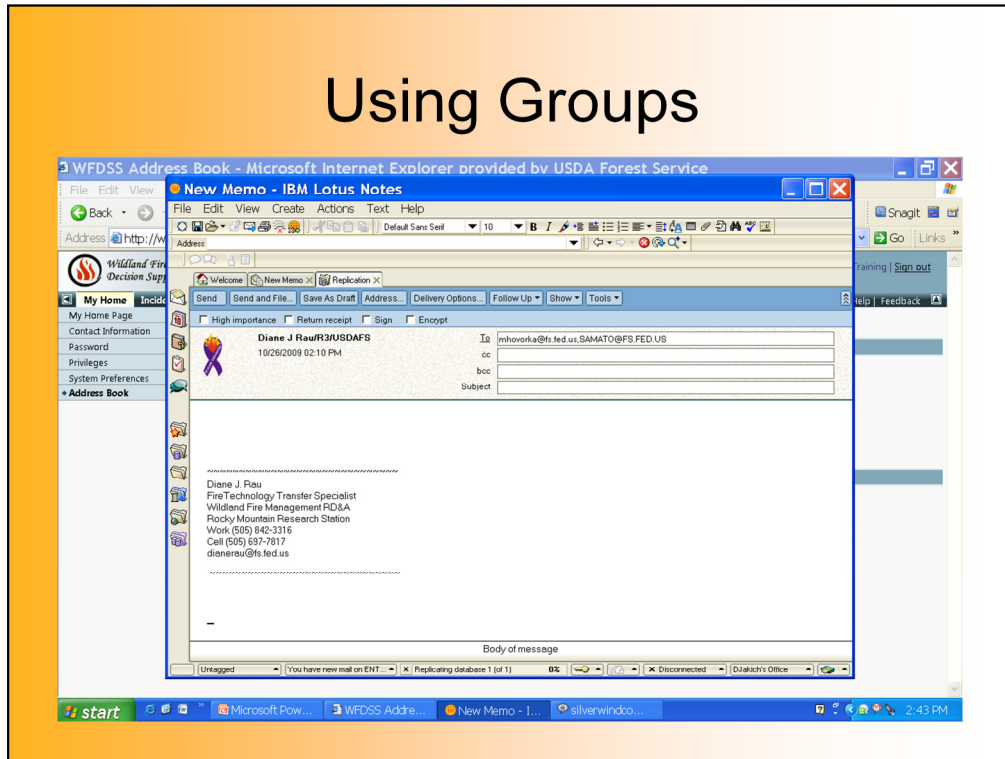 Using Groups
WFDSS Address Book - Microsoft Internet Explorer provided by USDA Forest Service
File Edit View
New Memo - IBM Lotus Notes
File Edit View Create Actions Text Help
Back
Snagit
Default Sans Serif 10 B I
Address http://w
Address
Go Links
Wildland Fire
Decision Supp
Training | Sign out
Welcome New Memo Replication
My Home Incide
Send Send and File... Save As Draft Address... Delivery Options... Follow Up Show Tools
Help | Feedback
My Home Page
High importance Return receipt Sign Encrypt
Contact Information
Password
Privileges
System Preferences
Address Book
Diane J Rau/R3/USDAFS
10/26/2009 02:10 PM
To mhovorka@fs.fed.us,SAMATO@FS.FED.US
cc
bcc
Subject
~~~~~~~~~~~~~~~~~~~~~~~~~~~~~~~
Diane J. Rau
FireTechnology Transfer Specialist
Wildland Fire Management RD&A
Rocky Mountain Research Station
Work (505) 842-3316
Cell (505) 697-7817
dianerau@fs.fed.us
~~~~~~~~~~~~~~~~~~~~~~~~~~~~~~~
Body of message
Untagged You have new mail on ENT... Replicating database 1 (of 1) 0% Disconnected DJakich's Office
start Microsoft Pow... WFDSS Addre... New Memo - I... silverwindco... 2:43 PM